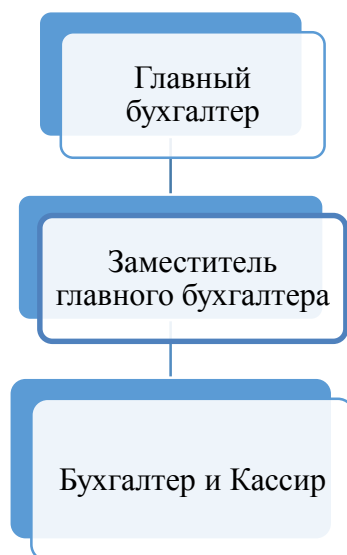 Главный
бухгалтер
Заместитель
главного бухгалтера
Бухгалтер и Кассир